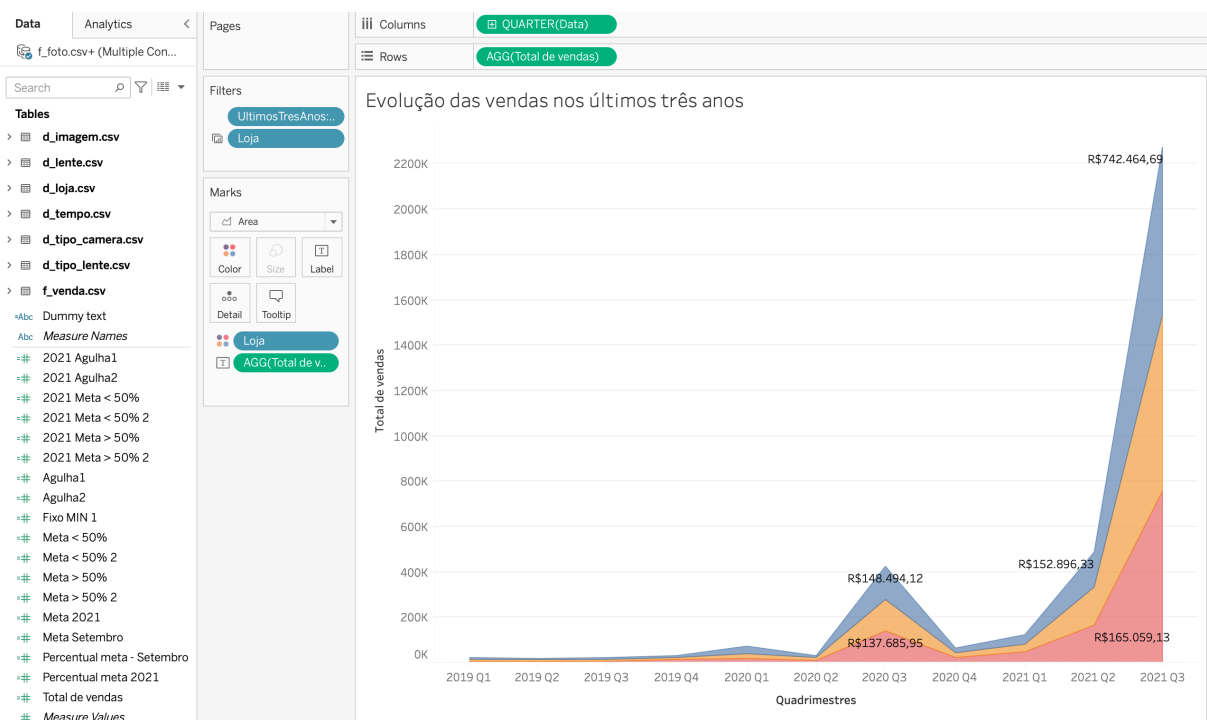 Data
Analytics
f_foto.csv+ (Multiple Con...
Search
Tables
d_imagem.csv
d_lente.csv
d_loja.csv
d_tempo.csv
d_tipo_camera.csv
d_tipo_lente.csv
f_venda.csv
Abc Dummy text
Abc Measure Names
2021 Agulha1
2021 Agulha2
2021 Meta < 50%
2021 Meta < 50% 2
2021 Meta > 50%
2021 Meta > 50% 2
Agulha1
Agulha2
Fixo MIN 1
Meta < 50%
Meta < 50% 2
Meta > 50%
Meta > 50% 2
Meta 2021
Meta Setembro
Percentual meta - Setembro
Percentual meta 2021
Total de vendas
Measure Values
Pages
Filters
UltimosTresAnos:..
Loja
Marks
Area
Color Size Label
Detail Tooltip
Loja
AGG(Total de v..
Columns QUARTER(Data)
Rows AGG(Total de vendas)
Evolução das vendas nos últimos três anos
Total de vendas
2200K
2000K
1800K
1600K
1400K
1200K
1000K
800K
600K
400K
200K
0K
R$742.464,69
R$152.896,33
R$148.494,12
R$137.685,95
R$165.059,13
2019 Q1 2019 Q2 2019 Q3 2019 Q4 2020 Q1 2020 Q2 2020 Q3 2020 Q4 2021 Q1 2021 Q2 2021 Q3
Quadrimestres